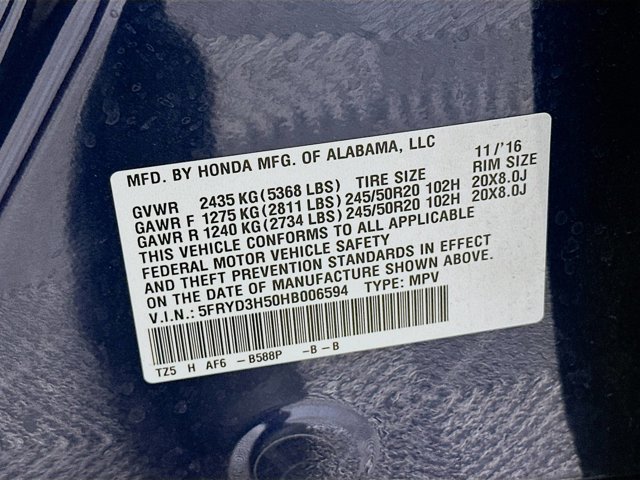 MFD. BY HONDA MFG. OF ALABAMA, LLC 11/'16
GVWR 2435 KG (5368 LBS) TIRE SIZE RIM SIZE
GAWR F 1275 KG (2811 LBS) 245/50R20 102H 20X8.0J
GAWR R 1240 KG (2734 LBS) 245/50R20 102H 20X8.0J
THIS VEHICLE CONFORMS TO ALL APPLICABLE
FEDERAL MOTOR VEHICLE SAFETY
AND THEFT PREVENTION STANDARDS IN EFFECT
ON THE DATE OF MANUFACTURE SHOWN ABOVE.
V.I.N.: 5FRYD3H50HB006594 TYPE: MPV
TZ5 H AF6 -B588P -B-B